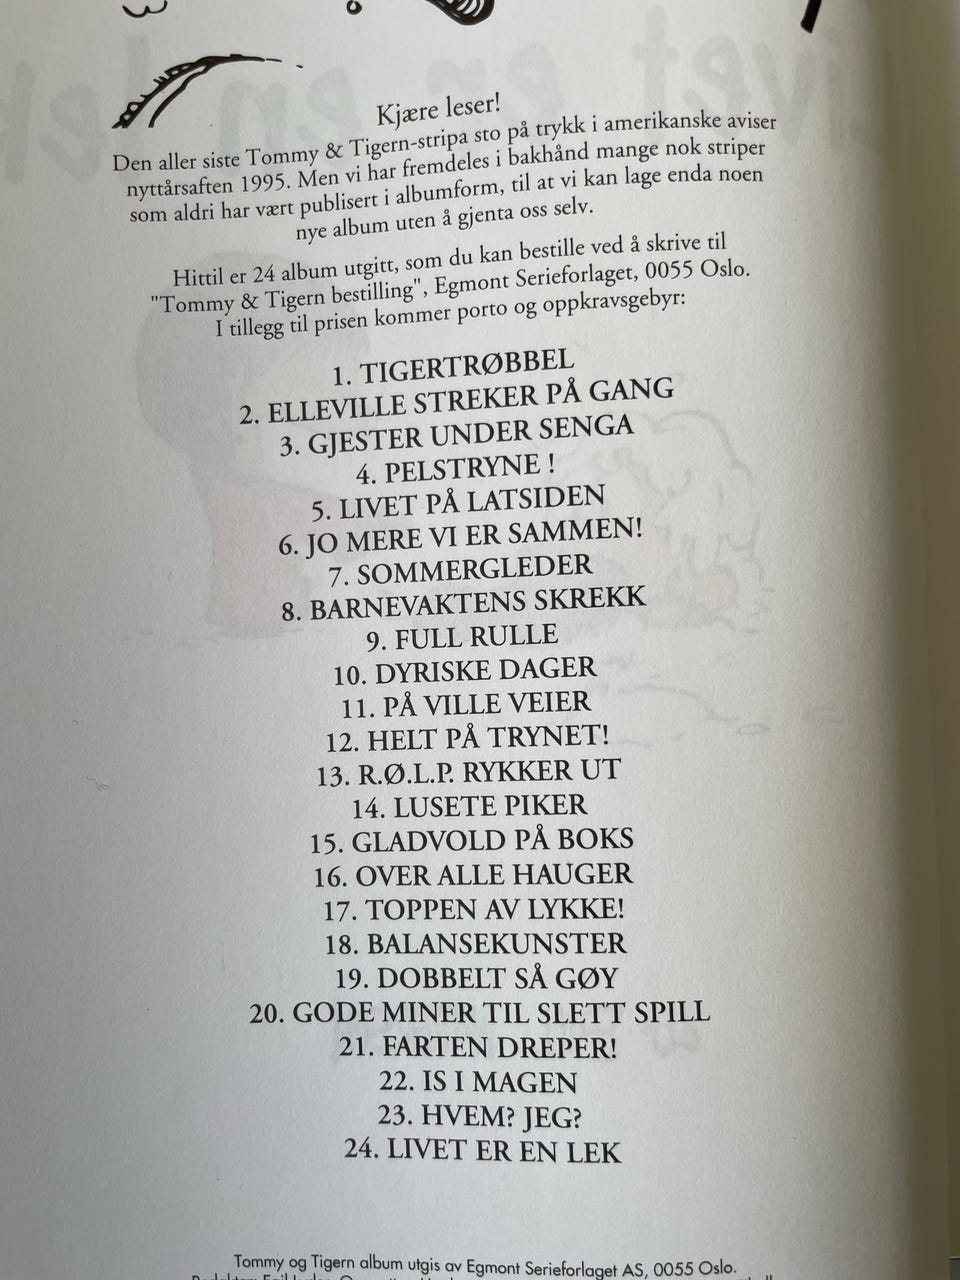 Kjære leser!
Den aller siste Tommy & Tigern-stripa sto på trykk i amerikanske aviser
nyttårsaften 1995. Men vi har fremdeles i bakhånd mange nok striper
som aldri har vært publisert i albumform, til at vi kan lage enda noen
nye album uten å gjenta oss selv.
Hittil er 24 album utgitt, som du kan bestille ved å skrive til
"Tommy & Tigern bestilling", Egmont Serieforlaget, 0055 Oslo.
I tillegg til prisen kommer porto og oppkravsgebyr:
1. TIGERTRØBBEL
2. ELLEVILLE STREKER PÅ GANG
3. GJESTER UNDER SENGA
4. PELSTRYNE !
5. LIVET PÅ LATSIDEN
6. JO MERE VI ER SAMMEN!
7. SOMMERGLEDER
8. BARNEVAKTENS SKREKK
9. FULL RULLE
10. DYRISKE DAGER
11. PÅ VILLE VEIER
12. HELT PÅ TRYNET!
13. R.Ø.L.P. RYKKER UT
14. LUSETE PIKER
15. GLADVOLD PÅ BOKS
16. OVER ALLE HAUGER
17. TOPPEN AV LYKKE!
18. BALANSEKUNSTER
19. DOBBELT SÅ GØY
20. GODE MINER TIL SLETT SPILL
21. FARTEN DREPER!
22. IS I MAGEN
23. HVEM? JEG?
24. LIVET ER EN LEK
Tommy og Tigern album utgis av Egmont Serieforlaget AS, 0055 Oslo.